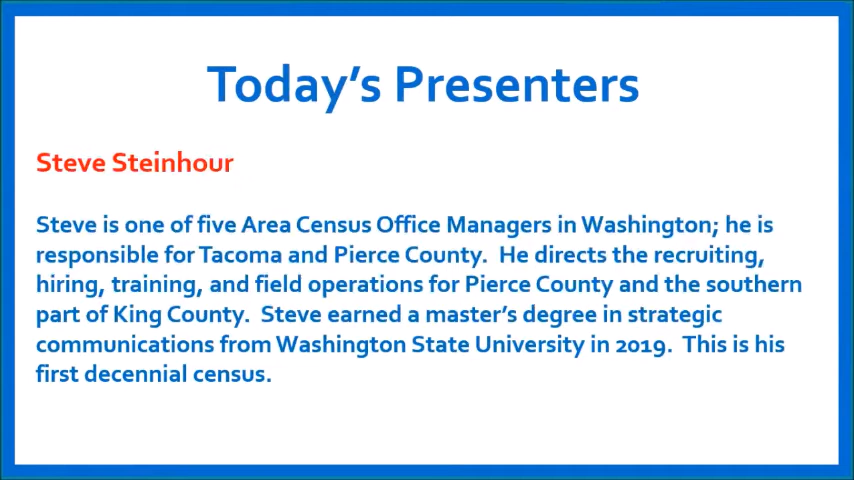 Today's Presenters
Steve Steinhour
Steve is one of five Area Census Office Managers in Washington; he is
responsible for Tacoma and Pierce County.  He directs the recruiting,
hiring, training, and field operations for Pierce County and the southern
part of King County.  Steve earned a master's degree in strategic
communications from Washington State University in 2019.  This is his
first decennial census.